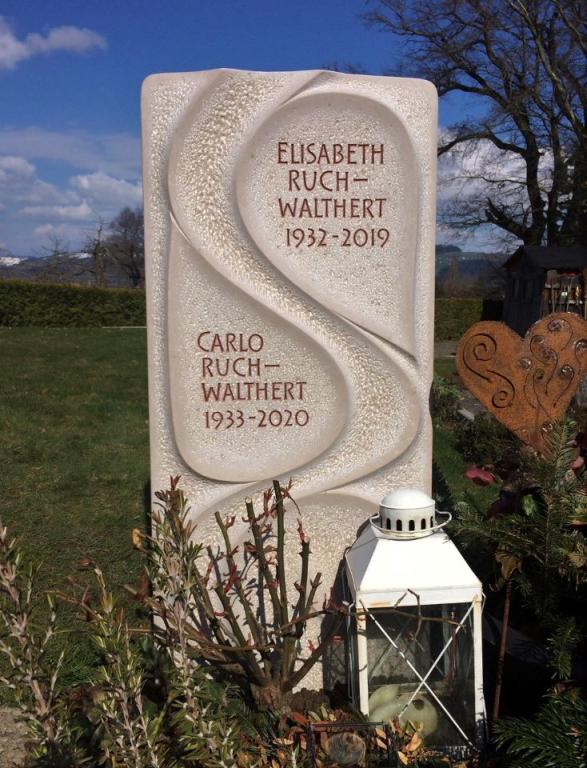 ELISABETH
RUCH-
WALTHERT
1932-2019
CARLO
RUCH-
WALTHERT
1933-2020